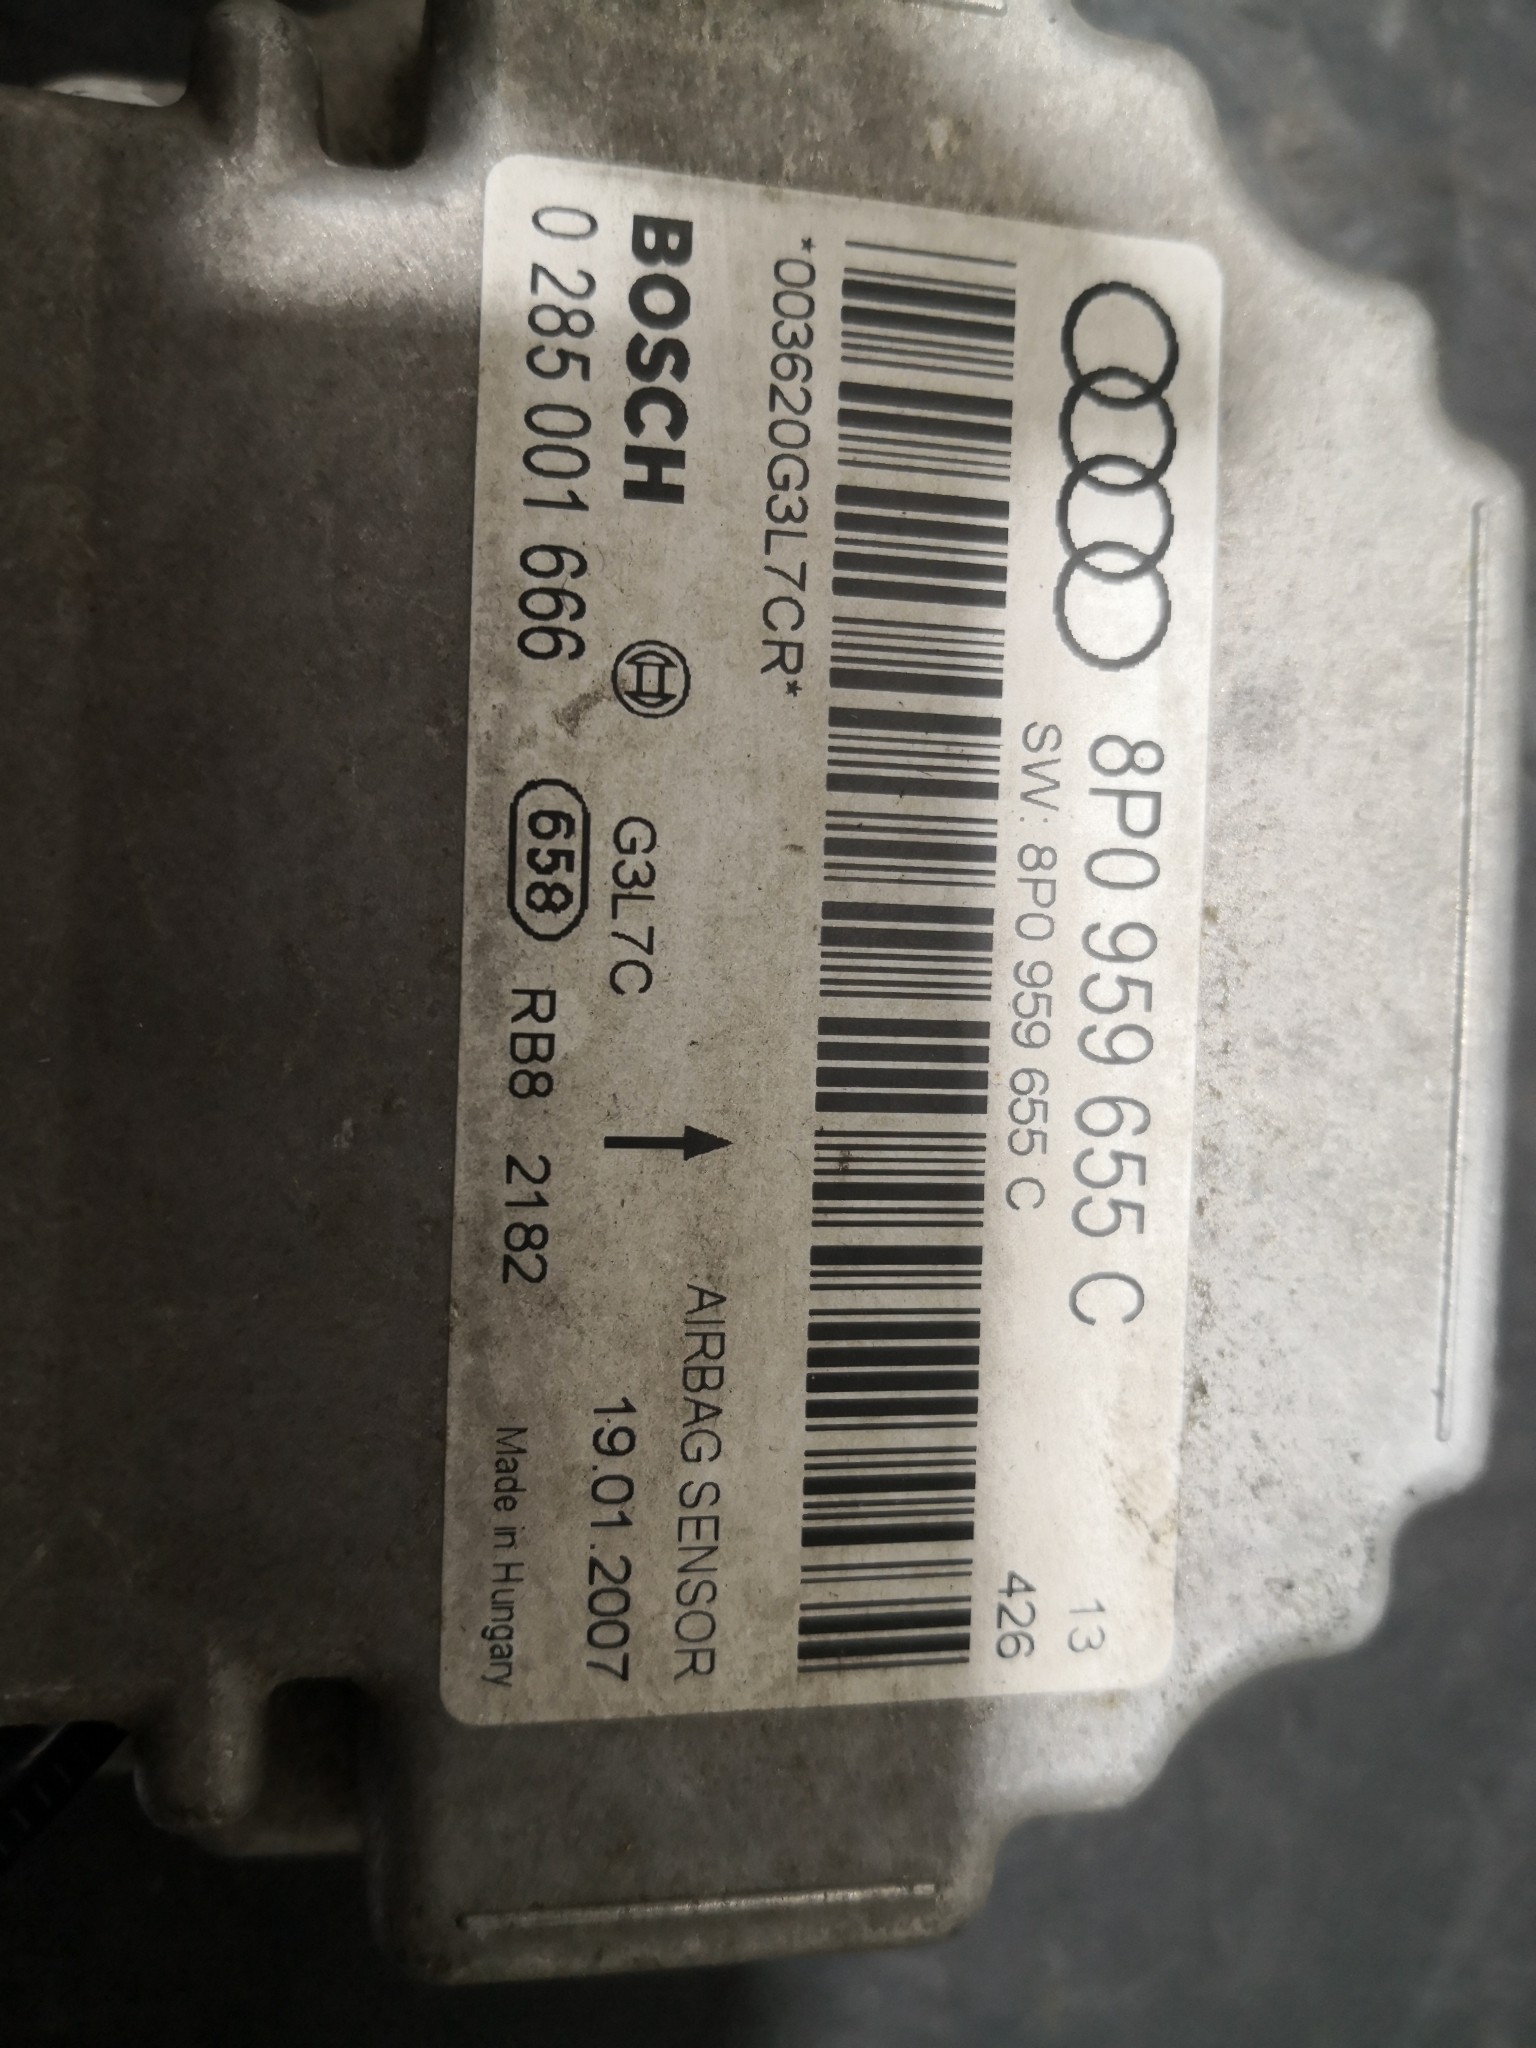 8P0 959 655 C
13
SW: 8P0 959 655 C
426
*003620G3L7CR*
AIRBAG SENSOR
BOSCH
G3L7C
19.01.2007
0 285 001 666
658
RB8 2182
Made in Hungary